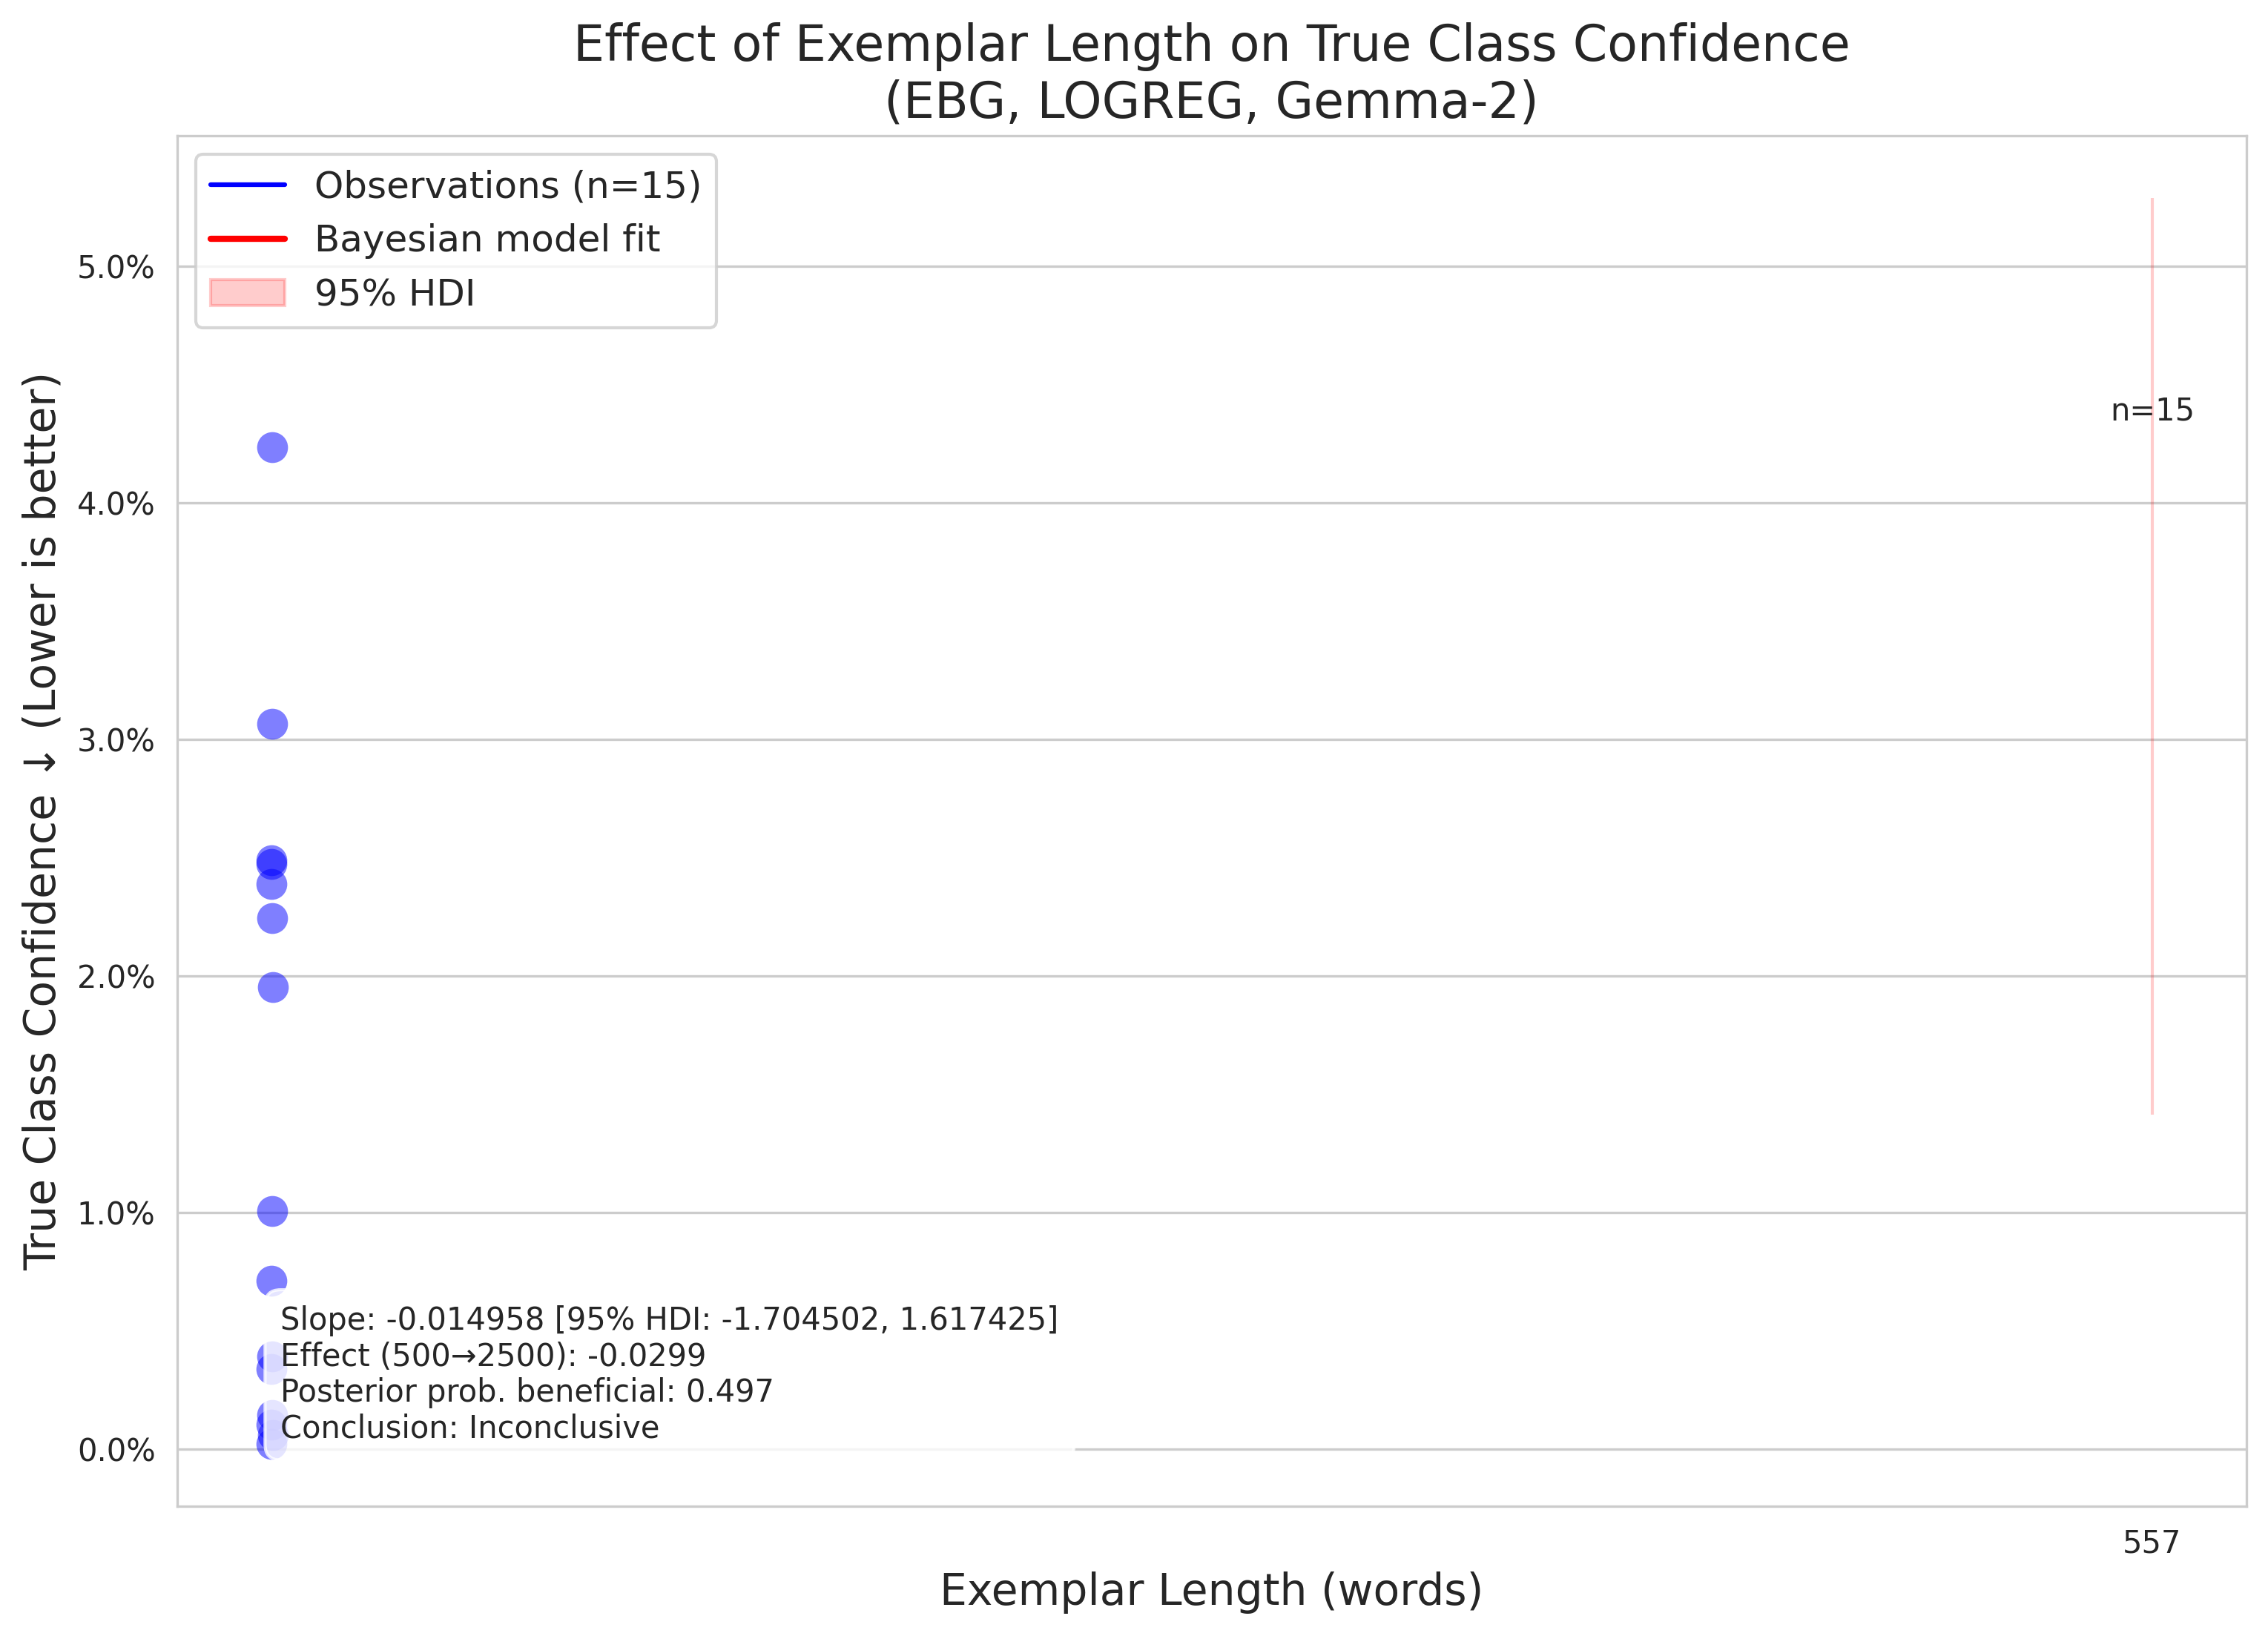 Effect of Exemplar Length on True Class Confidence
(EBG, LOGREG, Gemma-2)
Observations (n=15)
Bayesian model fit
95% HDI
True Class Confidence ↓ (Lower is better)
5.0%
4.0%
3.0%
2.0%
1.0%
0.0%
n=15
Slope: -0.014958 [95% HDI: -1.704502, 1.617425]
Effect (500→2500): -0.0299
Posterior prob. beneficial: 0.497
Conclusion: Inconclusive
557
Exemplar Length (words)